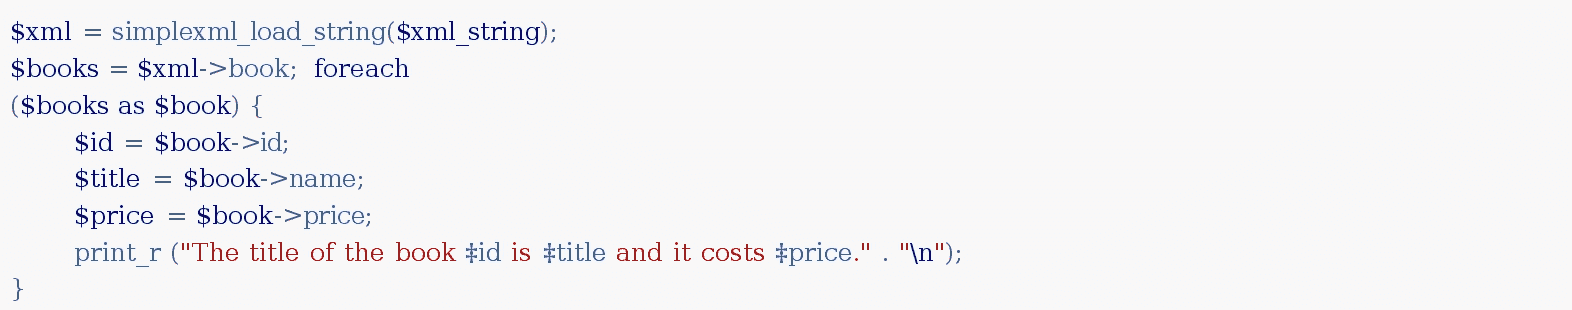 $xml = simplexml_load_string($xml_string);
$books = $xml->book; foreach
($books as $book) {
$id = $book->id;
$title = $book->name;
$price = $book->price;
print_r ("The title of the book ‡id is ‡title and it costs ‡price." . "\n");
}